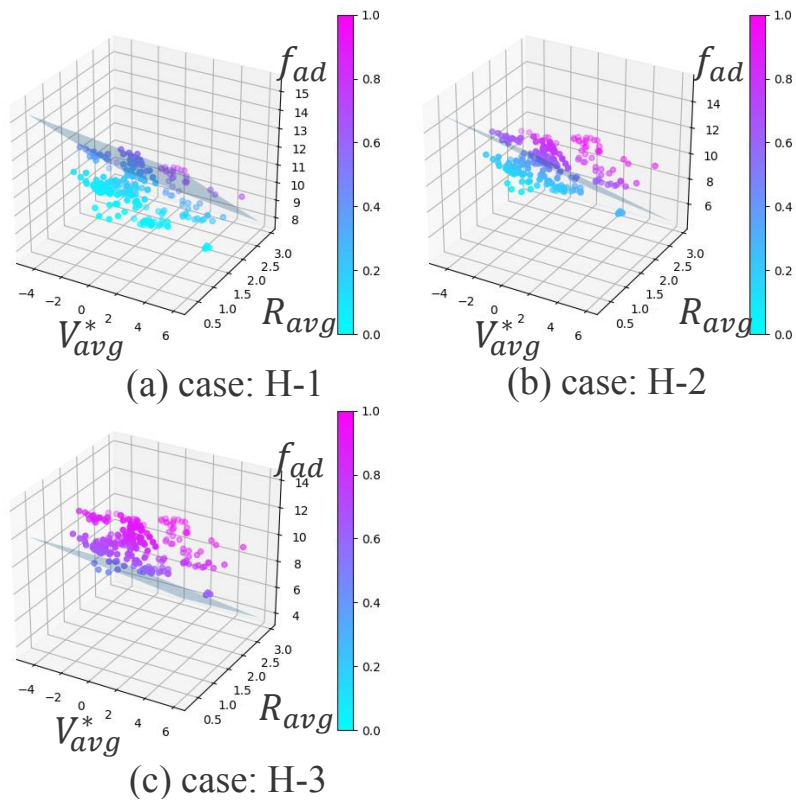 f_ad 1.0 f_ad 1.0
15 14
14 0.8 0.8
13 12
12 0.6 10 0.6
11
10 0.4 8 0.4
9 6
8
3.0 3.0
2.5 0.2 2.5 0.2
2.0 2.0
−4 −2 0 2 4 6 0.5 1.0 1.5 −4 −2 0 2 4 6 0.5 1.0 1.5
V*_avg R_avg 0.0 V*_avg R_avg 0.0
(a) case: H-1 (b) case: H-2
1.0
f_ad
14
12 0.8
10 0.6
8
6 0.4
4
3.0
2.5 0.2
2.0
−4 −2 0 2 4 6 0.5 1.0 1.5
V*_avg R_avg 0.0
(c) case: H-3